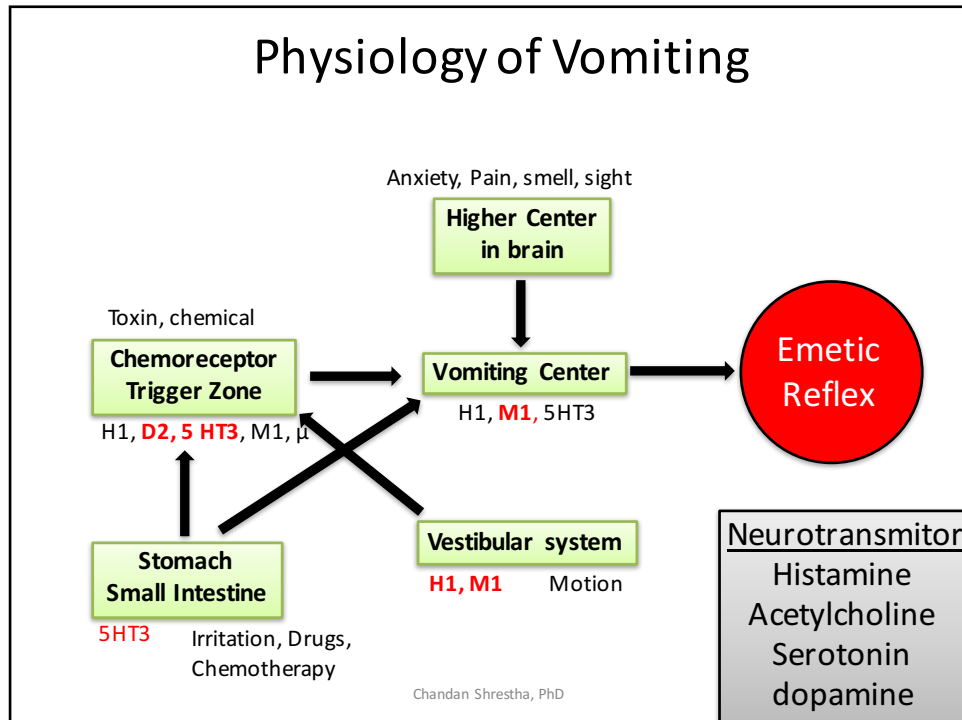 Physiology of Vomiting
Anxiety, Pain, smell, sight
Higher Center
in brain
Toxin, chemical
Chemoreceptor
Trigger Zone
H1, D2, 5 HT3, M1, μ
Vomiting Center
H1, M1, 5HT3
Emetic
Reflex
Stomach
Small Intestine
5HT3
Irritation, Drugs,
Chemotherapy
Vestibular system
H1, M1 Motion
Neurotransmitor
Histamine
Acetylcholine
Serotonin
dopamine
Chandan Shrestha, PhD